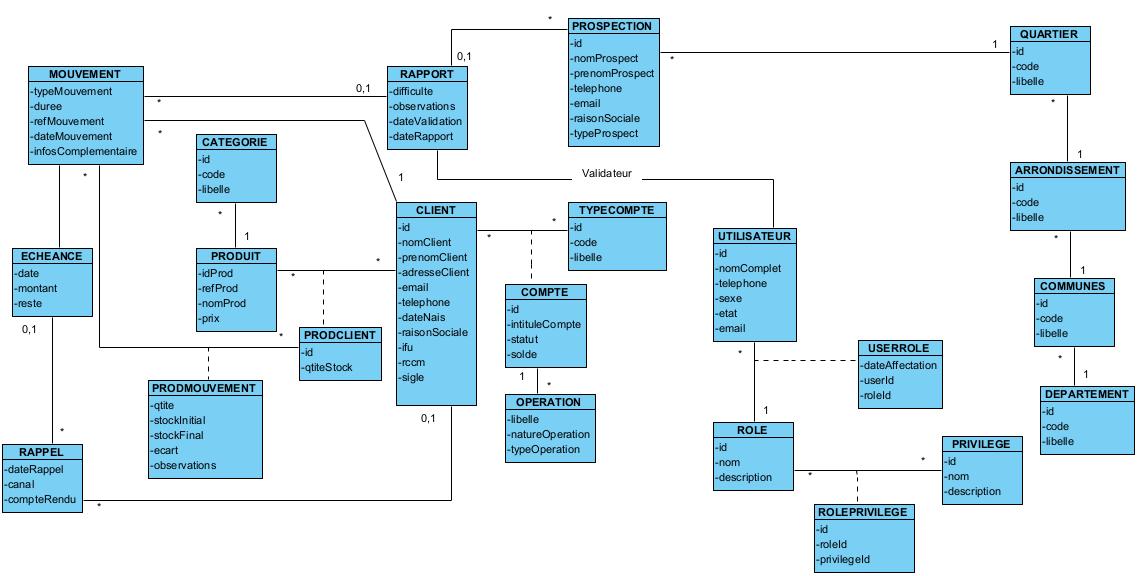 PROSPECTION
-id
-nomProspect
-prenomProspect
-telephone
-email
-raisonSociale
-typeProspect
*
0,1
*
1
QUARTIER
-id
-code
-libelle
*
1
MOUVEMENT
-typeMouvement
-duree
-refMouvement
-dateMouvement
-infosComplementaire
*
0,1
*
1
*
RAPPORT
-difficulte
-observations
-dateValidation
-dateRapport
Validateur
CATEGORIE
-id
-code
-libelle
*
1
ARRONDISSEMENT
-id
-code
-libelle
*
1
CLIENT
-id
-nomClient
-prenomClient
-adresseClient
-email
-telephone
-dateNais
-raisonSociale
-ifu
-rccm
-sigle
*
*
0,1
TYPECOMPTE
-id
-code
-libelle
UTILISATEUR
-id
-nomComplet
-telephone
-sexe
-etat
-email
*
1
ECHEANCE
-date
-montant
-reste
0,1
*
PRODUIT
-idProd
-refProd
-nomProd
-prix
*
*
*
COMMUNES
-id
-code
-libelle
*
1
COMPTE
-id
-intituleCompte
-statut
-solde
1
*
PRODCLIENT
-id
-qtiteStock
USERROLE
-dateAffectation
-userId
-roleId
PRODMOUVEMENT
-qtite
-stockInitial
-stockFinal
-ecart
-observations
DEPARTEMENT
-id
-code
-libelle
OPERATION
-libelle
-natureOperation
-typeOperation
ROLE
-id
-nom
-description
*
*
PRIVILEGE
-id
-nom
-description
RAPPEL
-dateRappel
-canal
-compteRendu
*
ROLEPRIVILEGE
-id
-roleId
-privilegeId